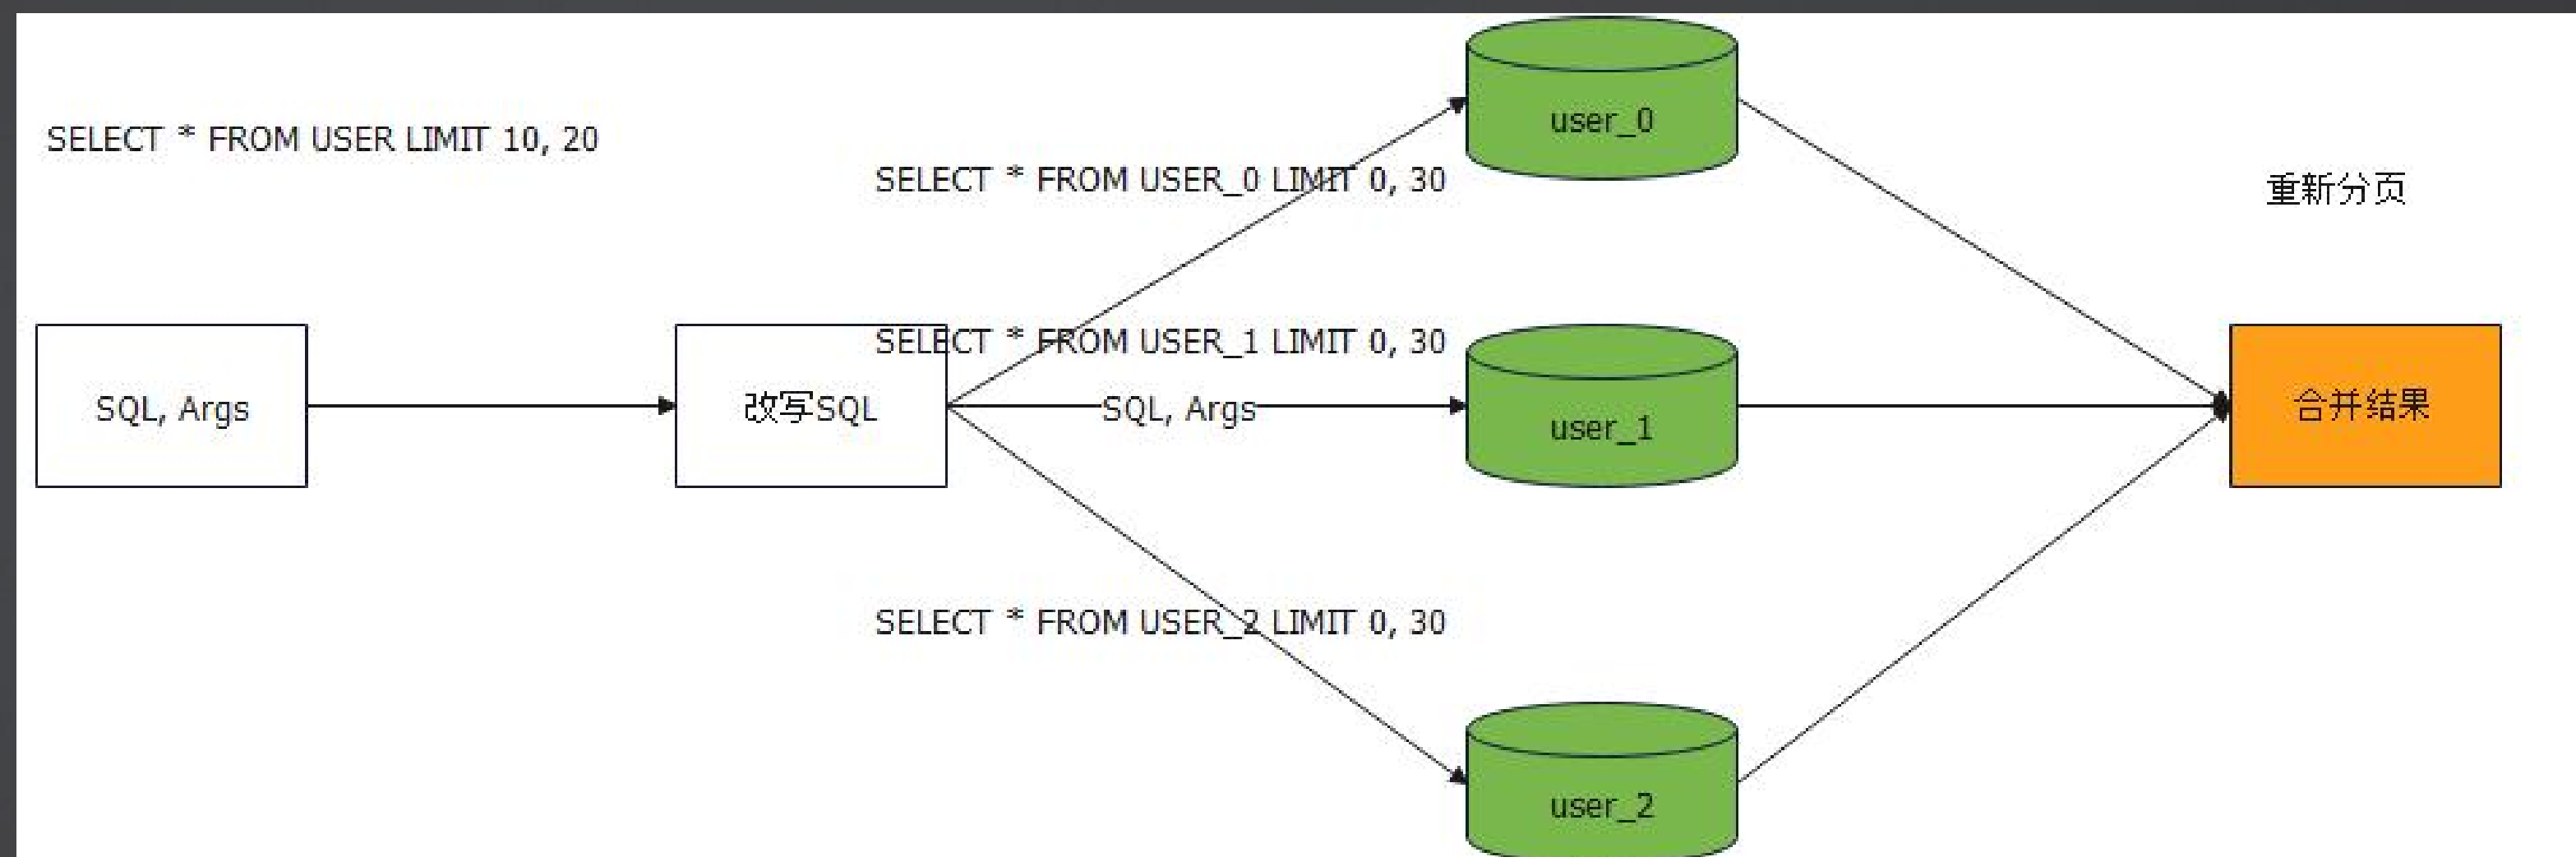 SELECT * FROM USER LIMIT 10, 20
SELECT * FROM USER_0 LIMIT 0, 30
user_0
重新分页
SELECT * FROM USER_1 LIMIT 0, 30
SQL, Args
改写SQL
SQL, Args
user_1
合并结果
SELECT * FROM USER_2 LIMIT 0, 30
user_2